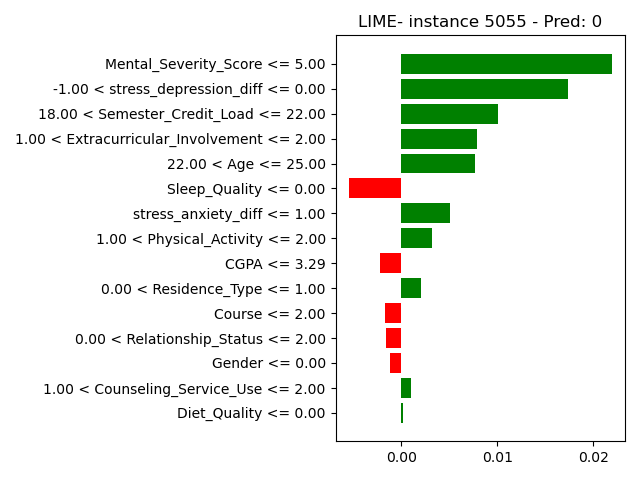 LIME- instance 5055 - Pred: 0
Mental_Severity_Score <= 5.00
-1.00 < stress_depression_diff <= 0.00
18.00 < Semester_Credit_Load <= 22.00
1.00 < Extracurricular_Involvement <= 2.00
22.00 < Age <= 25.00
Sleep_Quality <= 0.00
stress_anxiety_diff <= 1.00
1.00 < Physical_Activity <= 2.00
CGPA <= 3.29
0.00 < Residence_Type <= 1.00
Course <= 2.00
0.00 < Relationship_Status <= 2.00
Gender <= 0.00
1.00 < Counseling_Service_Use <= 2.00
Diet_Quality <= 0.00
0.00 0.01 0.02